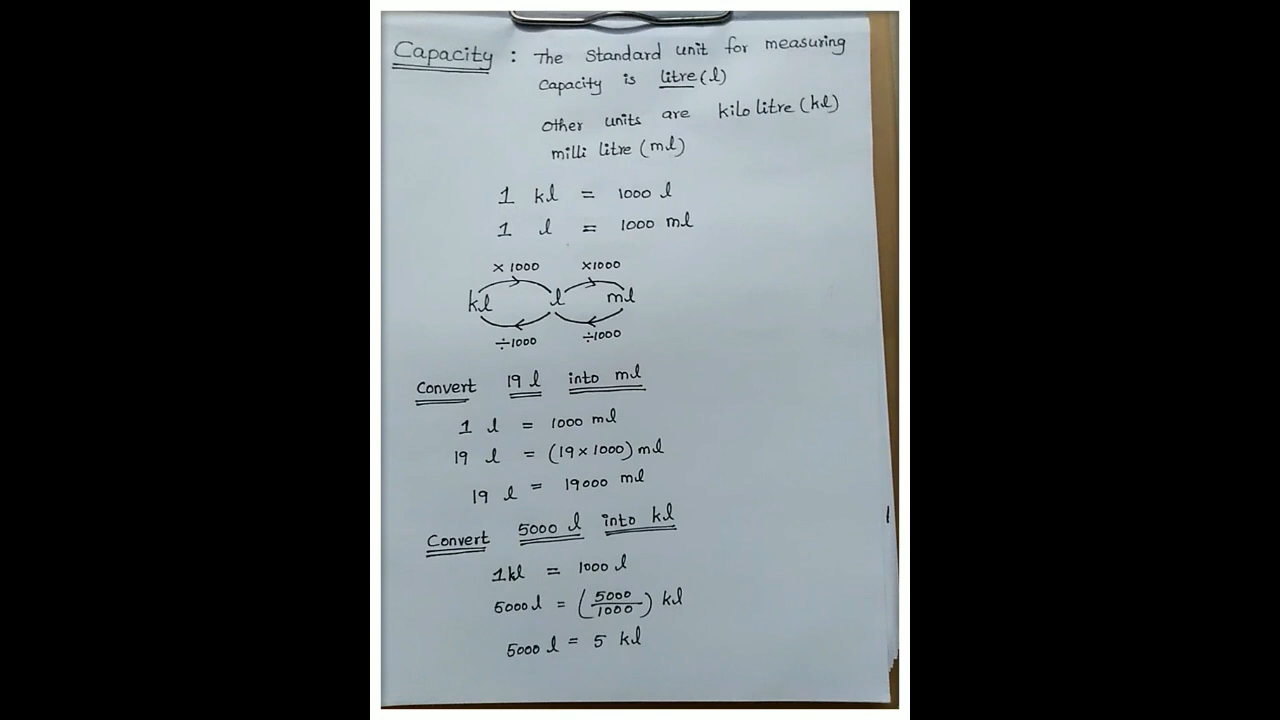 Capacity : The Standard unit for measuring
Capacity is litre (l)
Other units are kilo litre (kl)
milli litre (ml)
1 kl = 1000 l
1 l = 1000 ml
× 1000 ×1000
kl l ml
÷1000 ÷1000
Convert 19 l into ml
1 l = 1000 ml
19 l = (19 × 1000) ml
19 l = 19000 ml
Convert 5000 l into kl
1kl = 1000 l
5000 l = (5000/1000) kl
5000 l = 5 kl